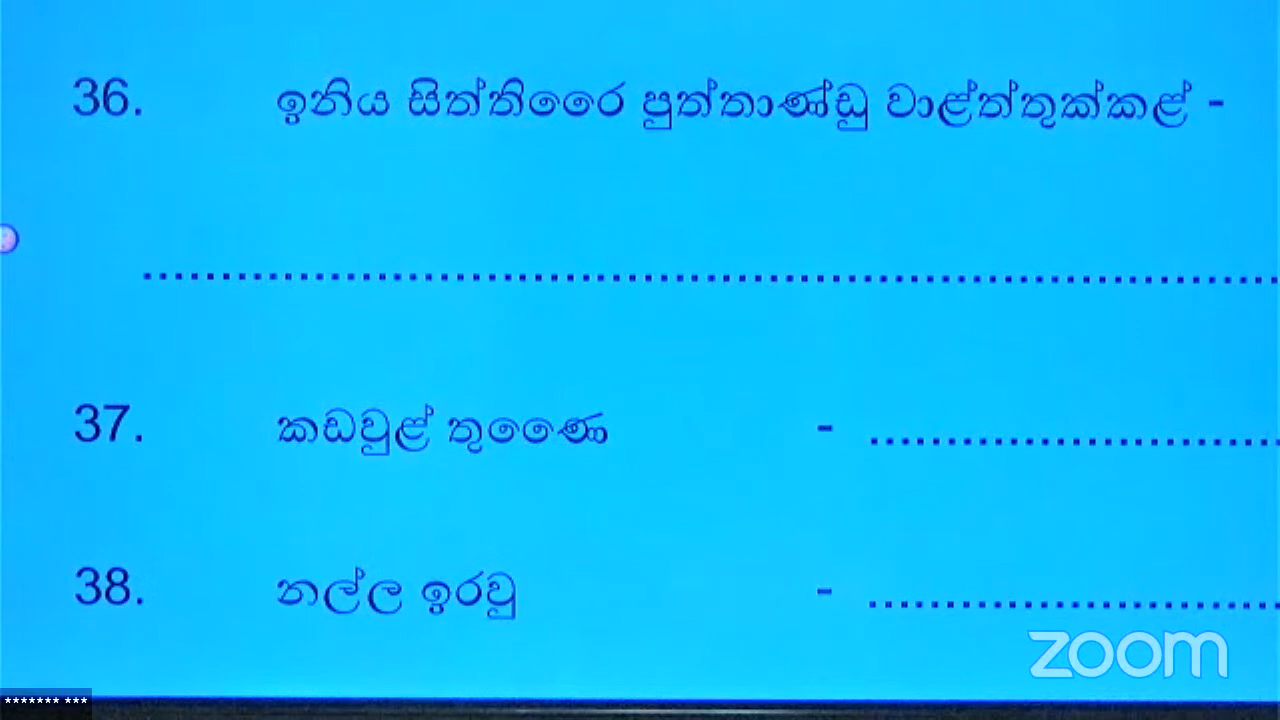 36. ඉනිය සිත්තිරෛ පුත්තාණ්ඩු වාළ්ත්තුක්කළ් -
................................................................................
37. කඩවුළ් තුණෛ - ...........................
38. නල්ල ඉරවු - ...........................
zoom
******* ***